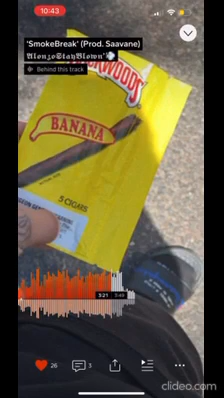 10:43
'SmokeBreak' (Prod. Saavane)
𝕬𝖑𝖔𝖓𝖟𝖔𝕾𝖙𝖆𝖞𝕭𝖑𝖔𝖜𝖓💨
Behind this track
BANANA
5 CIGARS
3:21 3:49
26
3
clideo.com